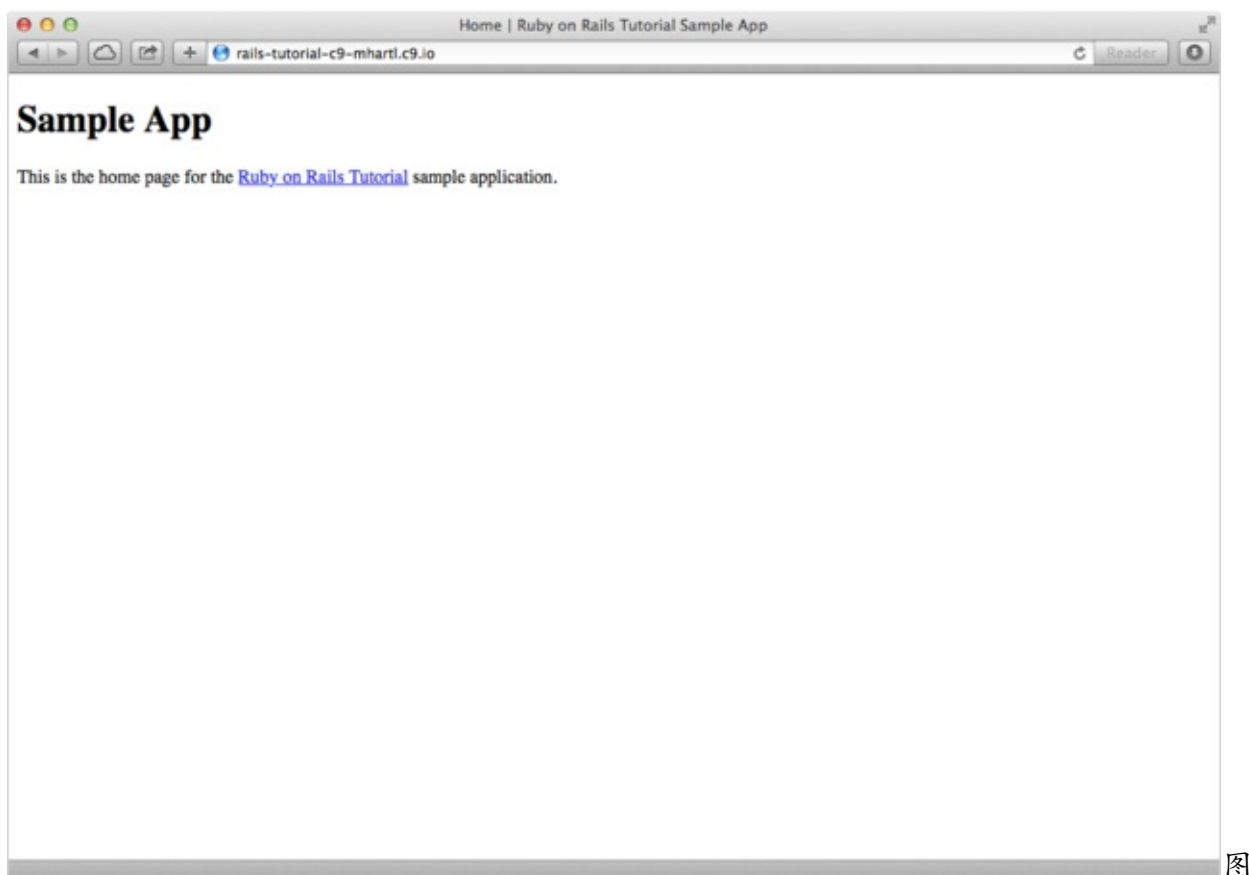 Home | Ruby on Rails Tutorial Sample App
rails-tutorial-c9-mhartl.c9.io
Reader
Sample App
This is the home page for the Ruby on Rails Tutorial sample application.
图